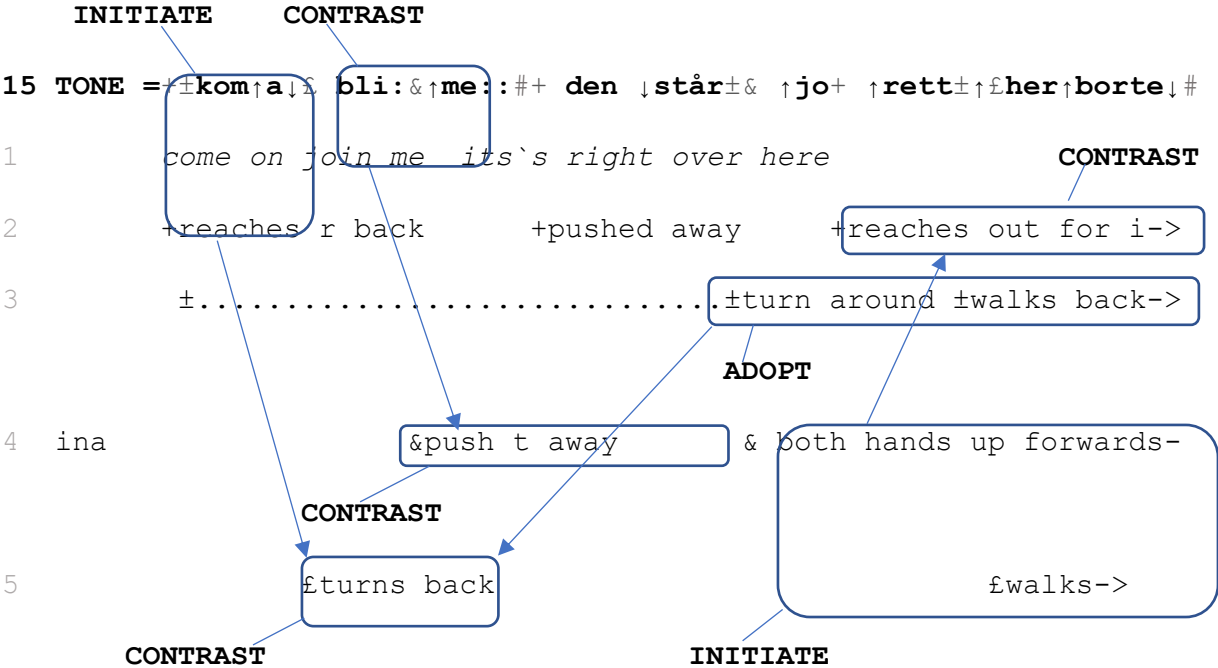 INITIATE CONTRAST
15 TONE =+±kom↑a↓£ bli:&↑me::#+ den ↓står±& ↑jo+ ↑rett±↑£her↑borte↓#
1 come on join me its`s right over here CONTRAST
2 +reaches r back +pushed away +reaches out for i->
3 ±..............................±turn around ±walks back->
ADOPT
4 ina &push t away & both hands up forwards-
CONTRAST
5 £turns back £walks->
CONTRAST INITIATE